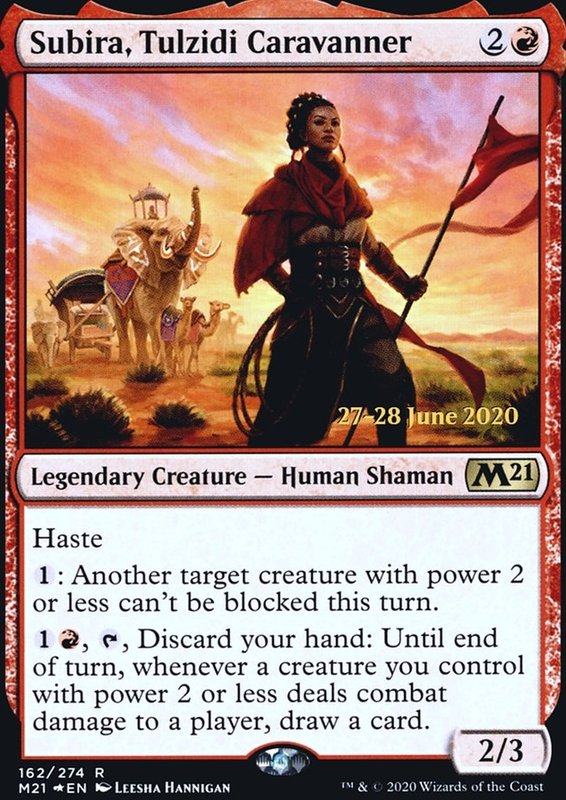 Subira, Tulzidi Caravanner 2
27–28 June 2020
Legendary Creature — Human Shaman M21
Haste
1: Another target creature with power 2
or less can't be blocked this turn.
1 , , Discard your hand: Until end
of turn, whenever a creature you control
with power 2 or less deals combat
damage to a player, draw a card.
2/3
162/274 R
M21 ★ EN Leesha Hannigan
™ & © 2020 Wizards of the Coast